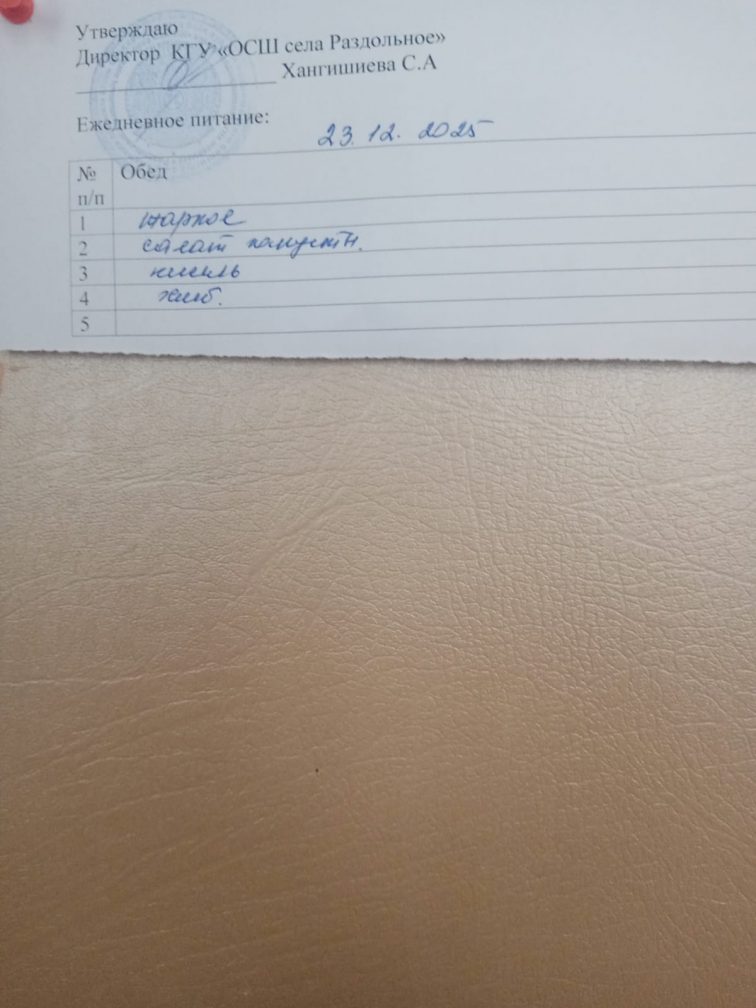 Утверждаю
Директор КГУ «ОСШ села Раздольное»
Хангишиева С.А
Ежедневное питание:
23.12.2025
№ п/п Обед
1 жаркое
2 салат капустн.
3 кисель
4 хлеб.
5